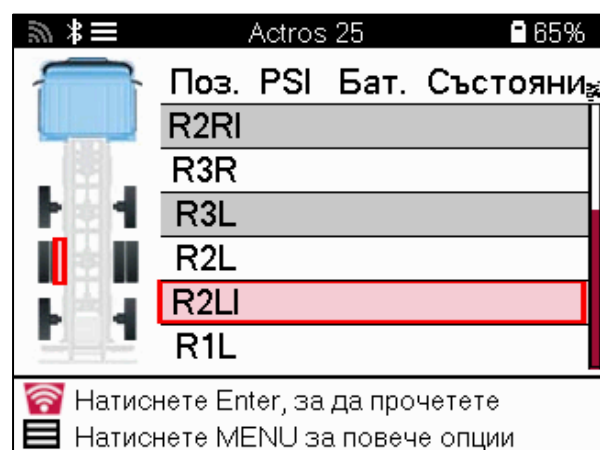 Actros 25 65%
Поз. PSI Бат. Състояни
R2RI
R3R
R3L
R2L
R2LI
R1L
Натиснете Enter, за да прочетете
Натиснете MENU за повече опции